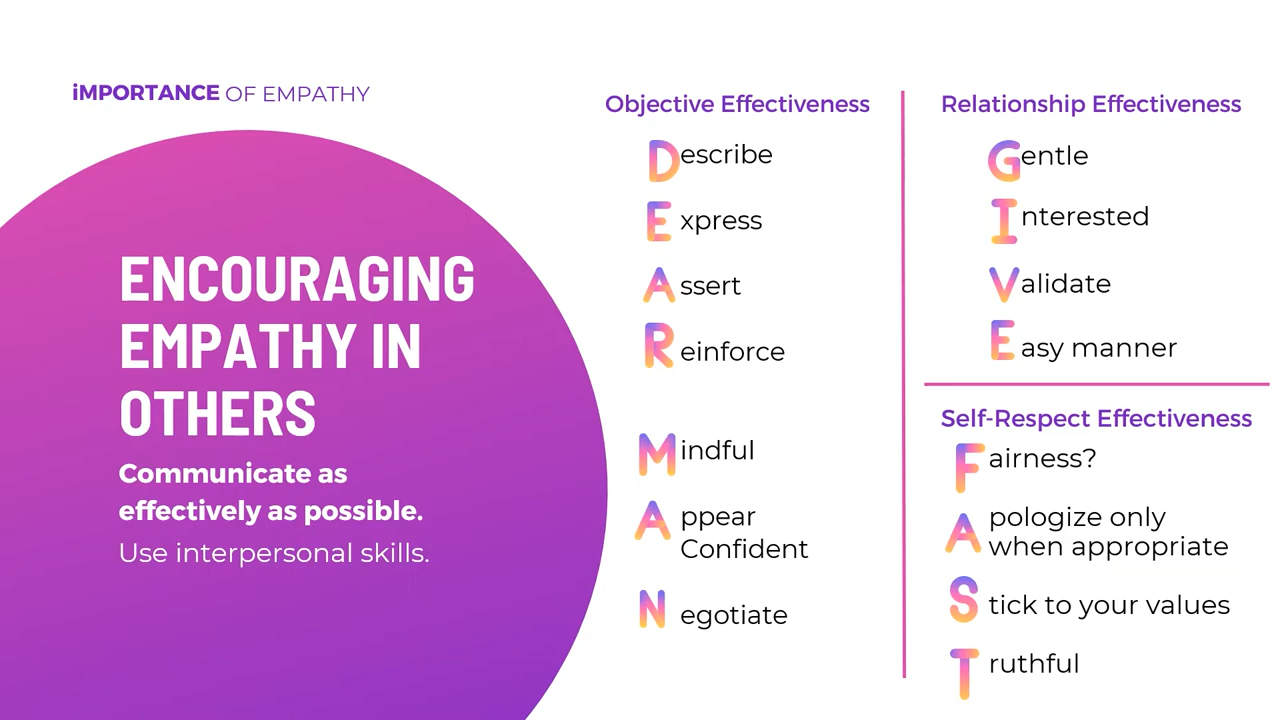 iMPORTANCE OF EMPATHY
ENCOURAGING
EMPATHY IN
OTHERS
Communicate as
effectively as possible.
Use interpersonal skills.
Objective Effectiveness
Describe
Express
Assert
Reinforce
Mindful
Appear
Confident
Negotiate
Relationship Effectiveness
Gentle
Interested
Validate
Easy manner
Self-Respect Effectiveness
Fairness?
Apologize only
when appropriate
Stick to your values
Truthful